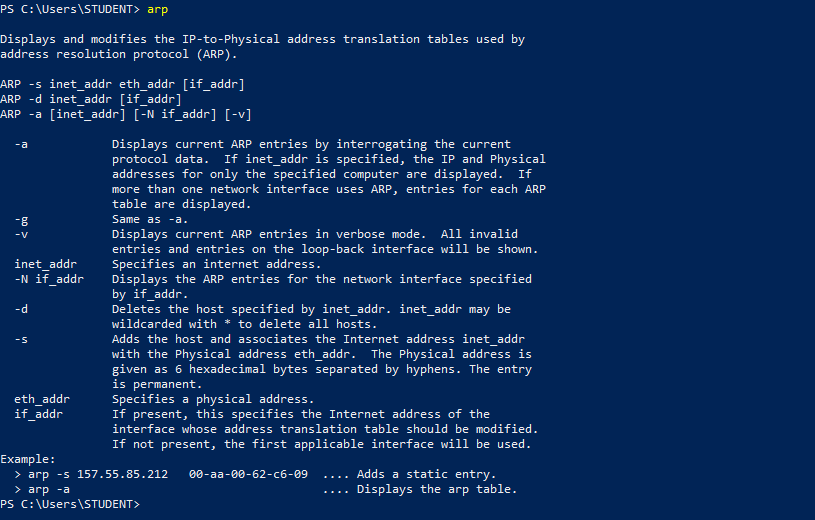 PS C:\Users\STUDENT> arp
Displays and modifies the IP-to-Physical address translation tables used by
address resolution protocol (ARP).
ARP -s inet_addr eth_addr [if_addr]
ARP -d inet_addr [if_addr]
ARP -a [inet_addr] [-N if_addr] [-v]
-a Displays current ARP entries by interrogating the current
protocol data. If inet_addr is specified, the IP and Physical
addresses for only the specified computer are displayed. If
more than one network interface uses ARP, entries for each ARP
table are displayed.
-g Same as -a.
-v Displays current ARP entries in verbose mode. All invalid
entries and entries on the loop-back interface will be shown.
inet_addr Specifies an internet address.
-N if_addr Displays the ARP entries for the network interface specified
by if_addr.
-d Deletes the host specified by inet_addr. inet_addr may be
wildcarded with * to delete all hosts.
-s Adds the host and associates the Internet address inet_addr
with the Physical address eth_addr. The Physical address is
given as 6 hexadecimal bytes separated by hyphens. The entry
is permanent.
eth_addr Specifies a physical address.
if_addr If present, this specifies the Internet address of the
interface whose address translation table should be modified.
If not present, the first applicable interface will be used.
Example:
> arp -s 157.55.85.212 00-aa-00-62-c6-09 .... Adds a static entry.
> arp -a .... Displays the arp table.
PS C:\Users\STUDENT>